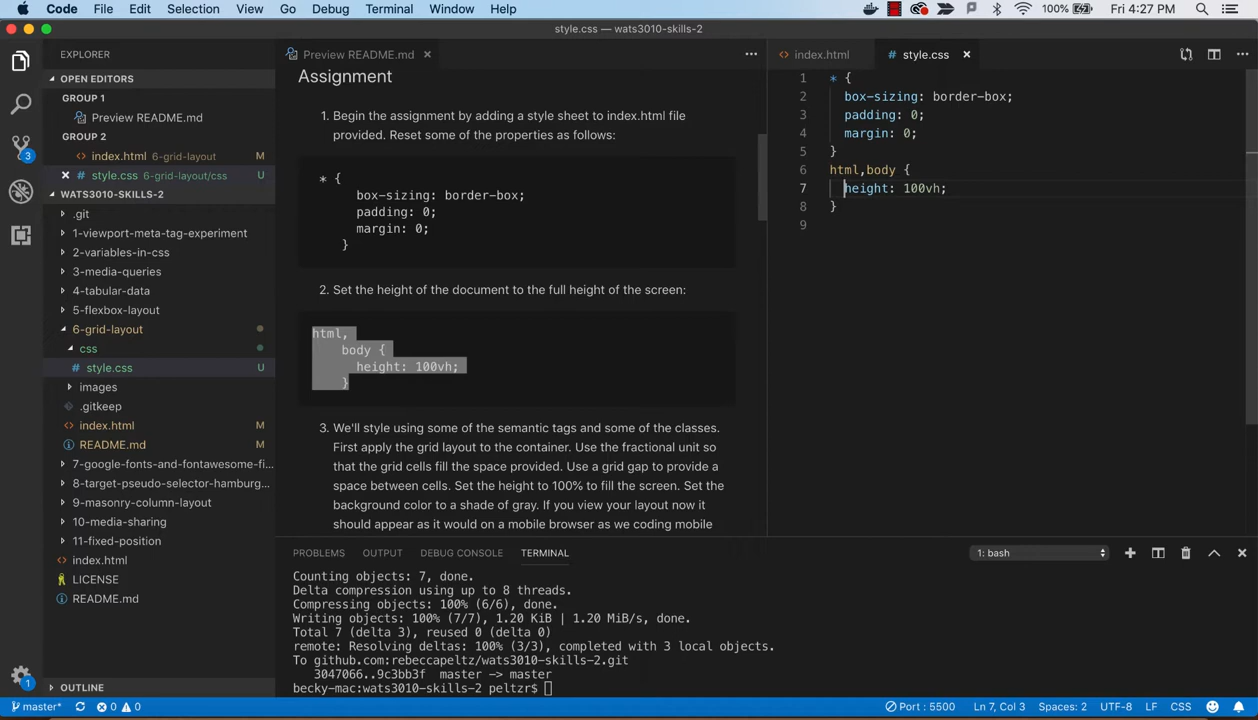 Code File Edit Selection View Go Debug Terminal Window Help 100% Fri 4:27 PM
style.css — wats3010-skills-2
EXPLORER
OPEN EDITORS
GROUP 1
Preview README.md
GROUP 2
index.html 6-grid-layout M
style.css 6-grid-layout/css U
WATS3010-SKILLS-2
.git
1-viewport-meta-tag-experiment
2-variables-in-css
3-media-queries
4-tabular-data
5-flexbox-layout
6-grid-layout
css
# style.css U
images
.gitkeep
index.html M
README.md M
7-google-fonts-and-fontawesome-fi...
8-target-pseudo-selector-hamburg...
9-masonry-column-layout
10-media-sharing
11-fixed-position
index.html
LICENSE
README.md
OUTLINE
3
1
Preview README.md
Assignment
1. Begin the assignment by adding a style sheet to index.html file
provided. Reset some of the properties as follows:
* {
box-sizing: border-box;
padding: 0;
margin: 0;
}
2. Set the height of the document to the full height of the screen:
html,
body {
height: 100vh;
}
3. We'll style using some of the semantic tags and some of the classes.
First apply the grid layout to the container. Use the fractional unit so
that the grid cells fill the space provided. Use a grid gap to provide a
space between cells. Set the height to 100% to fill the screen. Set the
background color to a shade of gray. If you view your layout now it
should appear as it would on a mobile browser as we coding mobile
index.html # style.css
1 * {
2 box-sizing: border-box;
3 padding: 0;
4 margin: 0;
5 }
6 html,body {
7 height: 100vh;
8 }
9
PROBLEMS OUTPUT DEBUG CONSOLE TERMINAL 1: bash
Counting objects: 7, done.
Delta compression using up to 8 threads.
Compressing objects: 100% (6/6), done.
Writing objects: 100% (7/7), 1.20 KiB | 1.20 MiB/s, done.
Total 7 (delta 3), reused 0 (delta 0)
remote: Resolving deltas: 100% (3/3), completed with 3 local objects.
To github.com:rebeccapeltz/wats3010-skills-2.git
3047066..9c3bb3f master -> master
becky-mac:wats3010-skills-2 peltzr$
master* 0 0 Port : 5500 Ln 7, Col 3 Spaces: 2 UTF-8 LF CSS